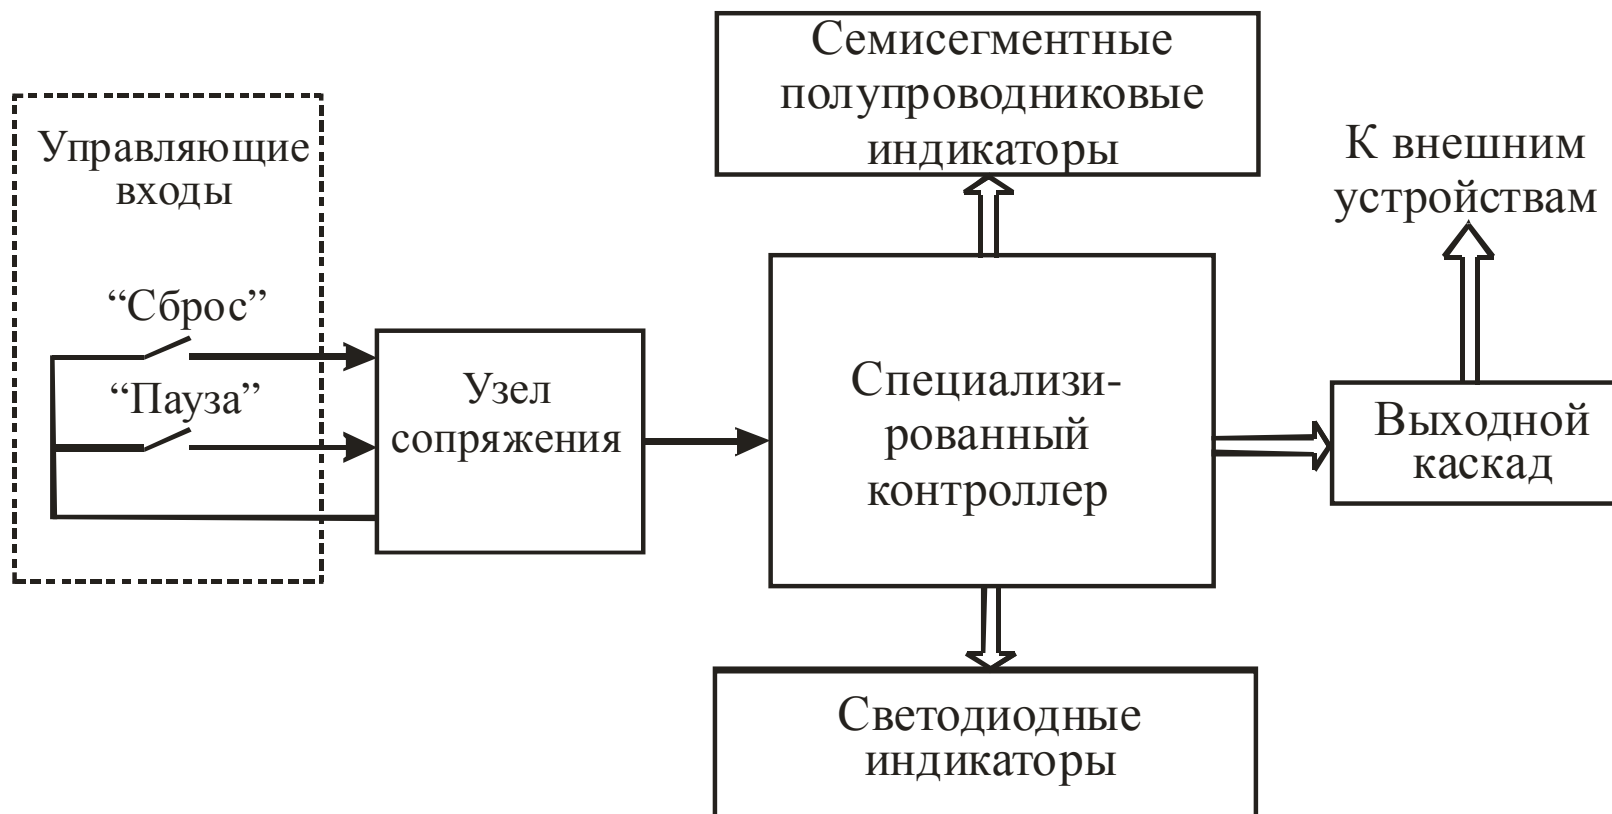 Семисегментные
полупроводниковые
индикаторы
Управляющие
входы
К внешним
устройствам
“Сброс”
“Пауза”
Узел
сопряжения
Специализи-
рованный
контроллер
Выходной
каскад
Светодиодные
индикаторы